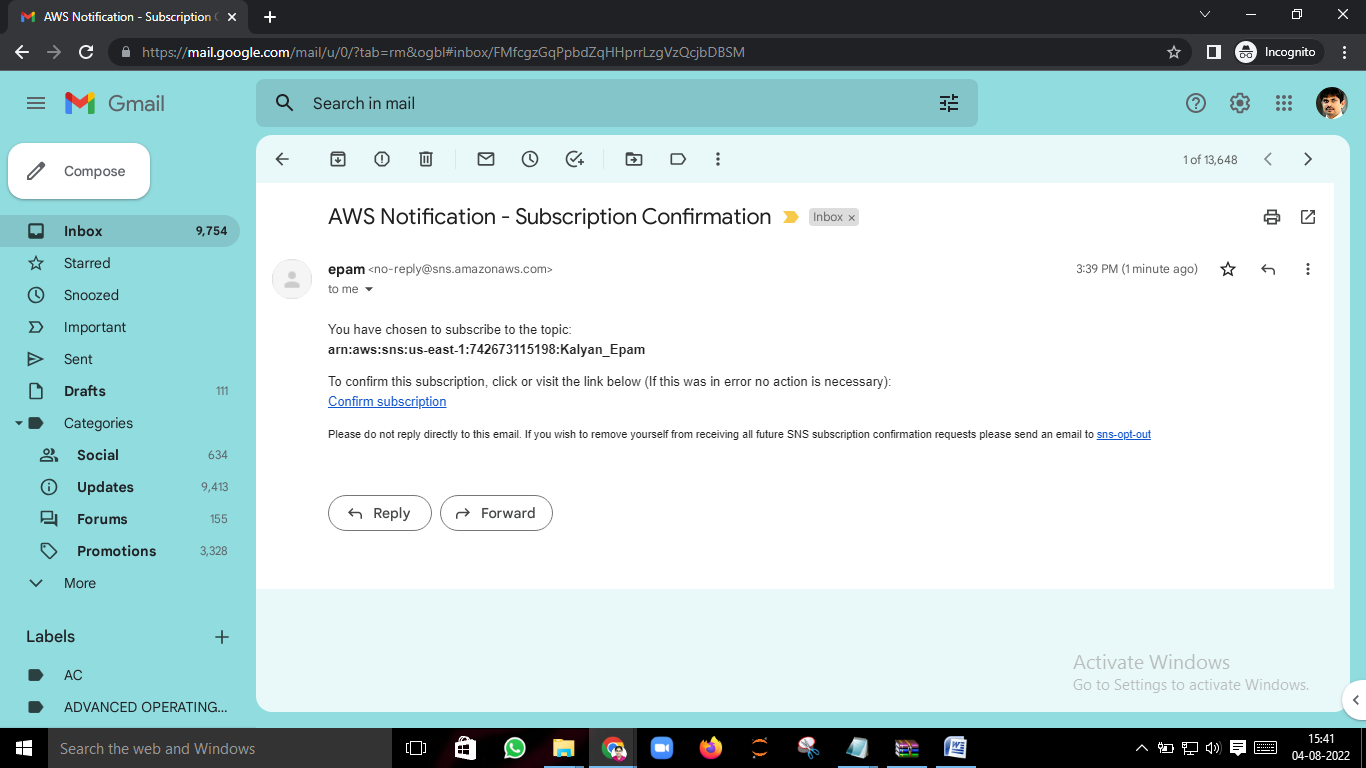 AWS Notification - Subscription C
https://mail.google.com/mail/u/0/?tab=rm&ogbl#inbox/FMfcgzGqPpbdZqHHprrLzgVzQcjbDBSM
Incognito
Gmail
Search in mail
Compose
1 of 13,648
Inbox 9,754
Starred
Snoozed
Important
Sent
Drafts 111
Categories
Social 634
Updates 9,413
Forums 155
Promotions 3,328
More
Labels
AC
ADVANCED OPERATING...
AWS Notification - Subscription Confirmation
Inbox x
epam <no-reply@sns.amazonaws.com>
3:39 PM (1 minute ago)
to me
You have chosen to subscribe to the topic:
arn:aws:sns:us-east-1:742673115198:Kalyan_Epam
To confirm this subscription, click or visit the link below (If this was in error no action is necessary):
Confirm subscription
Please do not reply directly to this email. If you wish to remove yourself from receiving all future SNS subscription confirmation requests please send an email to sns-opt-out
Reply
Forward
Activate Windows
Go to Settings to activate Windows.
Search the web and Windows
15:41
04-08-2022